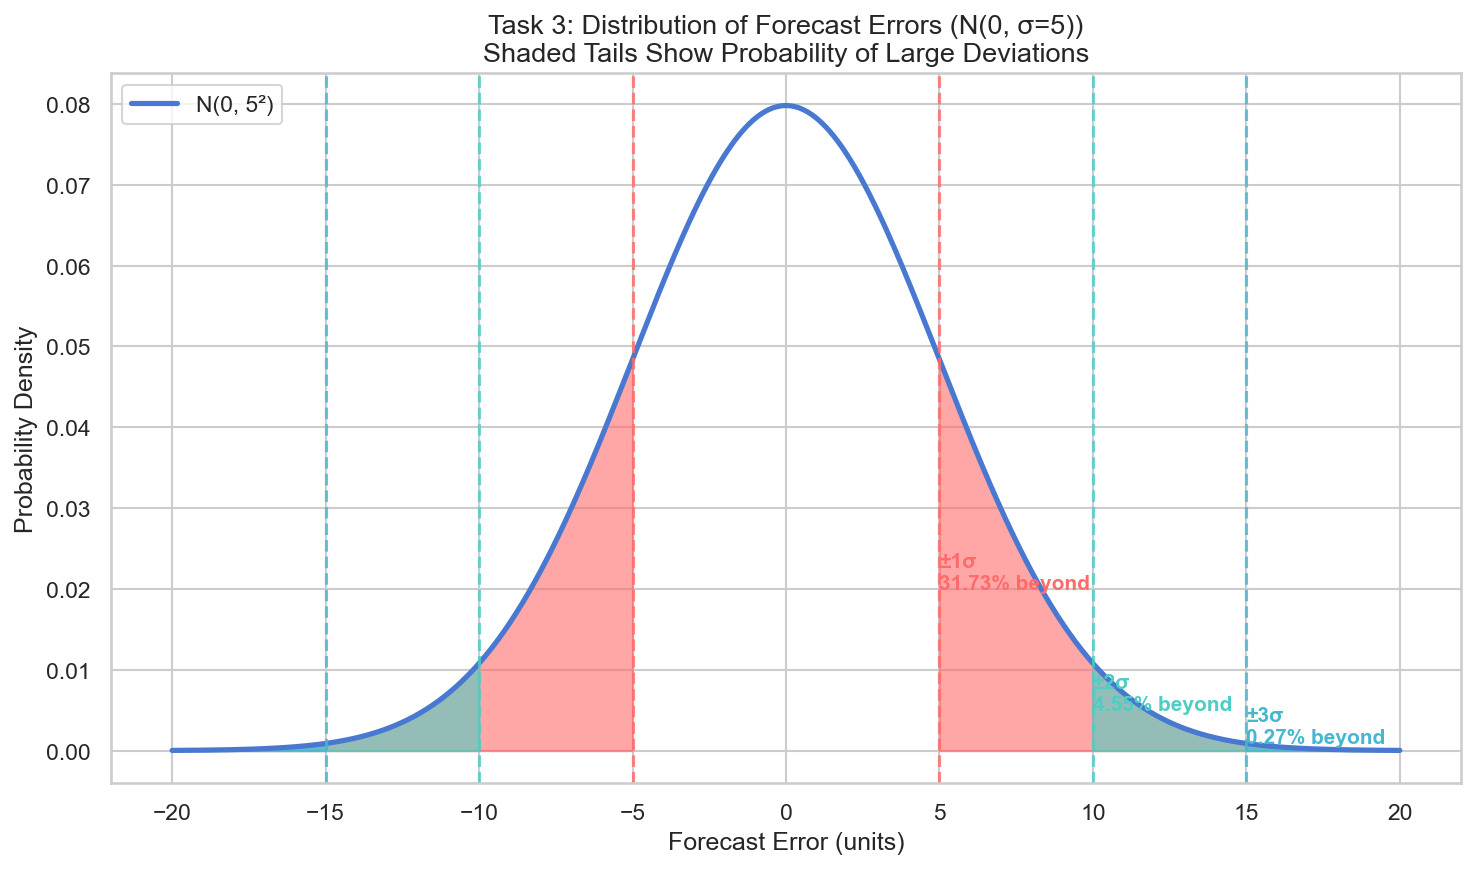 Task 3: Distribution of Forecast Errors (N(0, σ=5))
Shaded Tails Show Probability of Large Deviations
N(0, 5²)
Probability Density
0.08
0.07
0.06
0.05
0.04
0.03
0.02
0.01
0.00
±1σ
31.73% beyond
±2σ
4.55% beyond
±3σ
0.27% beyond
−20 −15 −10 −5 0 5 10 15 20
Forecast Error (units)